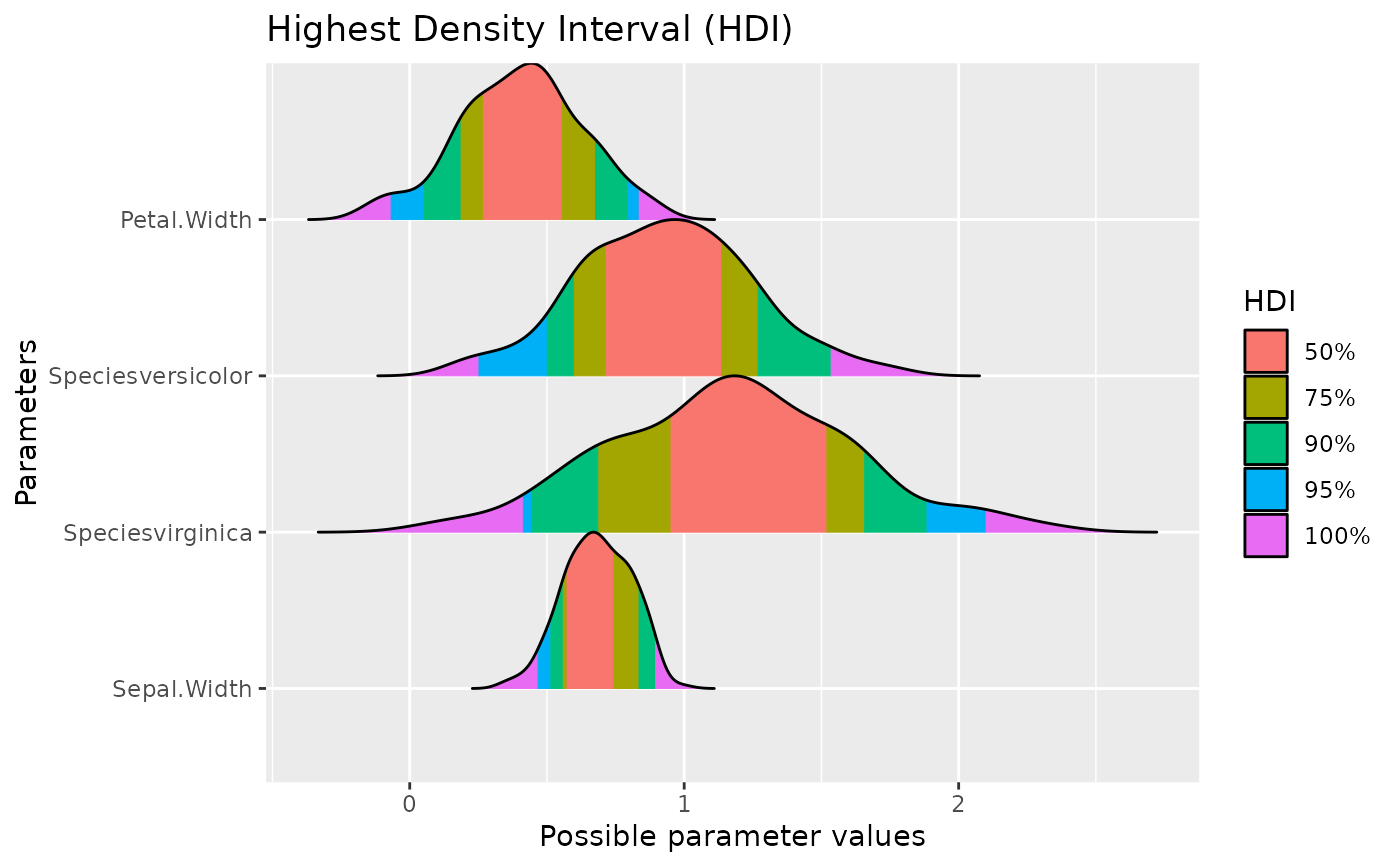 Highest Density Interval (HDI)
Parameters
Petal.Width
Speciesversicolor
Speciesvirginica
Sepal.Width
0
1
2
Possible parameter values
HDI
50%
75%
90%
95%
100%